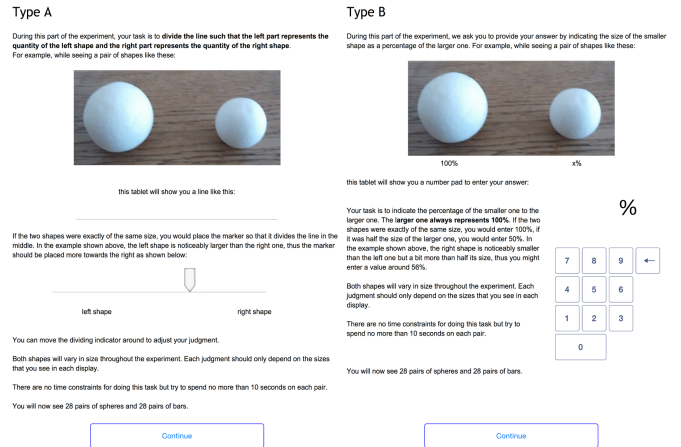 Type A
During this part of the experiment, your task is to divide the line such that the left part represents the
quantity of the left shape and the right part represents the quantity of the right shape.
For example, while seeing a pair of shapes like these:
this tablet will show you a line like this:
If the two shapes were exactly of the same size, you would place the marker so that it divides the line in the
middle. In the example shown above, the left shape is noticeably larger than the right one, thus the marker
should be placed more towards the right as shown below:
left shape right shape
You can move the dividing indicator around to adjust your judgment.
Both shapes will vary in size throughout the experiment. Each judgment should only depend on the sizes
that you see in each display.
There are no time constraints for doing this task but try to spend no more than 10 seconds on each pair.
You will now see 28 pairs of spheres and 28 pairs of bars.
Continue
Type B
During this part of the experiment, we ask you to provide your answer by indicating the size of the smaller
shape as a percentage of the larger one. For example, while seeing a pair of shapes like these:
100% x%
this tablet will show you a number pad to enter your answer:
Your task is to indicate the percentage of the smaller one to the
larger one. The larger one always represents 100%. If the two
shapes were exactly of the same size, you would enter 100%, if
it was half the size of the larger one, you would enter 50%. In
the example shown above, the right shape is noticeably smaller
than the left one but a bit more than half its size, thus you might
enter a value around 56%.
Both shapes will vary in size throughout the experiment. Each
judgment should only depend on the sizes that you see in each
display.
There are no time constraints for doing this task but try to
spend no more than 10 seconds on each pair.
%
7 8 9 ←
4 5 6
1 2 3
0
You will now see 28 pairs of spheres and 28 pairs of bars.
Continue